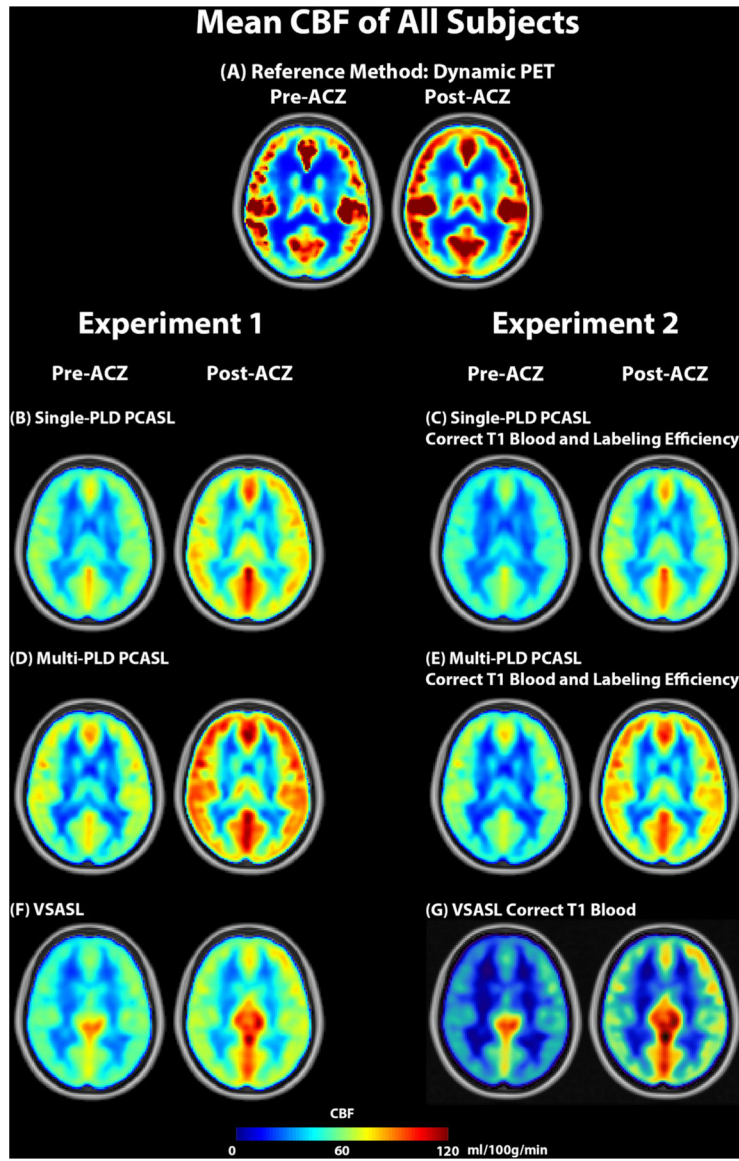 Mean CBF of All Subjects
(A) Reference Method: Dynamic PET
Pre-ACZ Post-ACZ
Experiment 1 Experiment 2
Pre-ACZ Post-ACZ Pre-ACZ Post-ACZ
(B) Single-PLD PCASL
(C) Single-PLD PCASL
Correct T1 Blood and Labeling Efficiency
(D) Multi-PLD PCASL
(E) Multi-PLD PCASL
Correct T1 Blood and Labeling Efficiency
(F) VSASL
(G) VSASL Correct T1 Blood
CBF
0 60 120 ml/100g/min